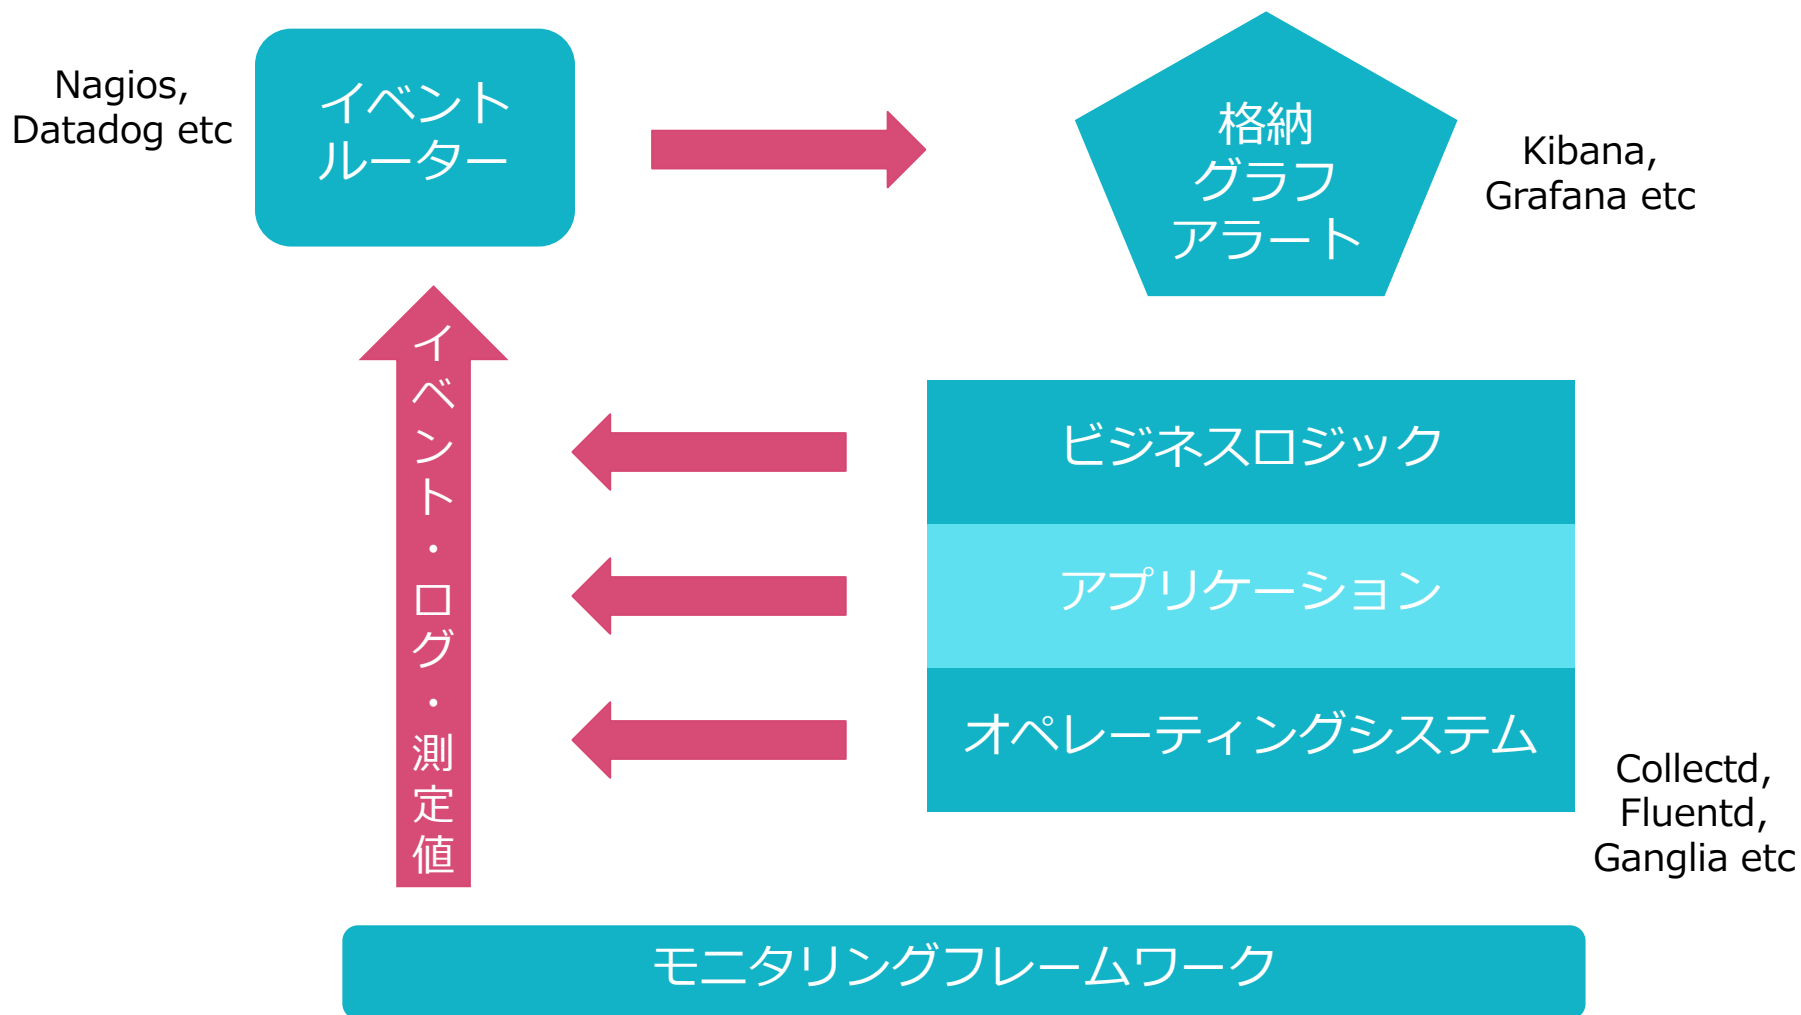 Nagios,
Datadog etc
イベント
ルーター
格納
グラフ
アラート
Kibana,
Grafana etc
イベント・ログ・測定値
ビジネスロジック
アプリケーション
オペレーティングシステム
Collectd,
Fluentd,
Ganglia etc
モニタリングフレームワーク